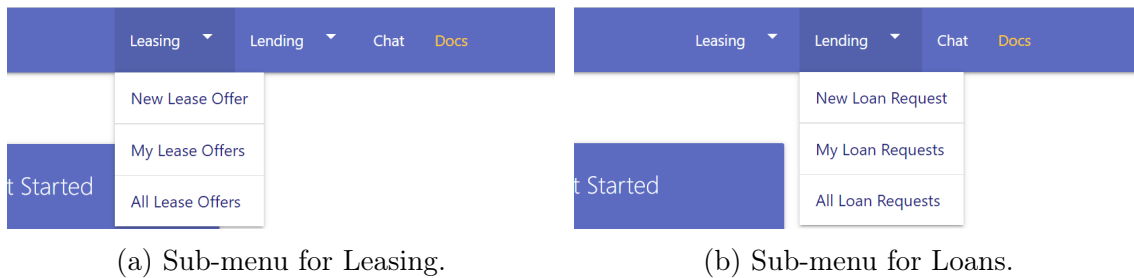 Leasing Lending Chat Docs
New Lease Offer
My Lease Offers
t Started
All Lease Offers
(a) Sub-menu for Leasing.
Leasing Lending Chat Docs
New Loan Request
My Loan Requests
t Started
All Loan Requests
(b) Sub-menu for Loans.